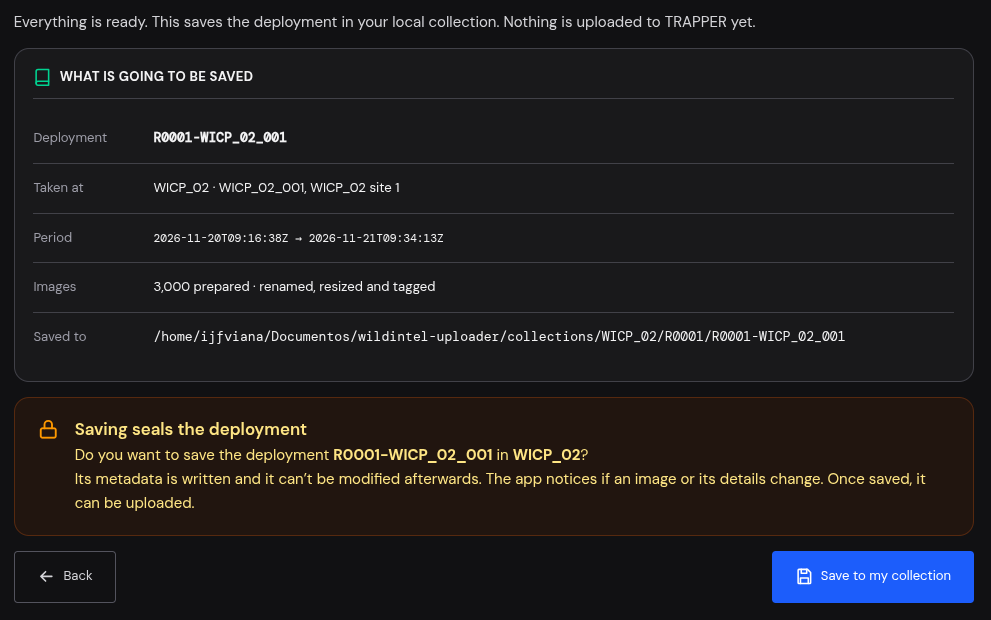 Everything is ready. This saves the deployment in your local collection. Nothing is uploaded to TRAPPER yet.
WHAT IS GOING TO BE SAVED
Deployment R0001-WICP_02_001
Taken at WICP_02 · WICP_02_001, WICP_02 site 1
Period 2026-11-20T09:16:38Z → 2026-11-21T09:34:13Z
Images 3,000 prepared · renamed, resized and tagged
Saved to /home/ijfviana/Documentos/wildintel-uploader/collections/WICP_02/R0001/R0001-WICP_02_001
Saving seals the deployment
Do you want to save the deployment R0001-WICP_02_001 in WICP_02?
Its metadata is written and it can’t be modified afterwards. The app notices if an image or its details change. Once saved, it
can be uploaded.
Back
Save to my collection